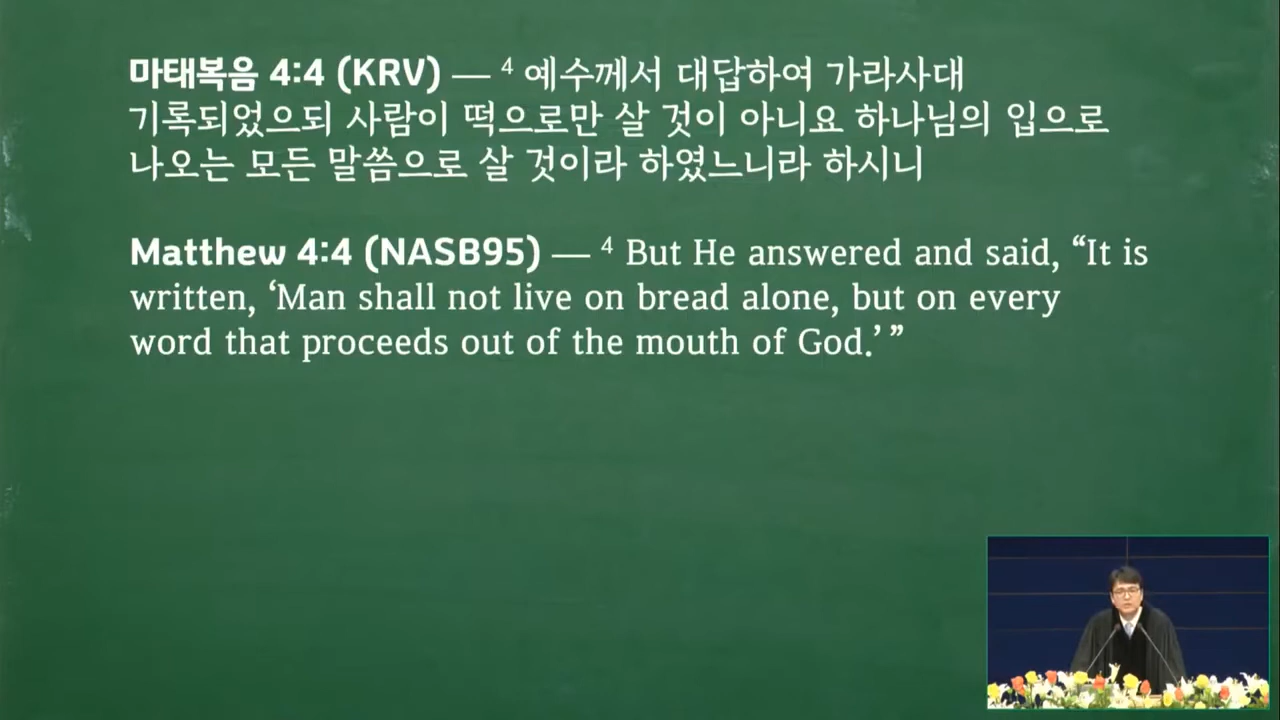 마태복음 4:4 (KRV) — ⁴ 예수께서 대답하여 가라사대
기록되었으되 사람이 떡으로만 살 것이 아니요 하나님의 입으로
나오는 모든 말씀으로 살 것이라 하였느니라 하시니
Matthew 4:4 (NASB95) — ⁴ But He answered and said, “It is
written, ‘Man shall not live on bread alone, but on every
word that proceeds out of the mouth of God.’ ”